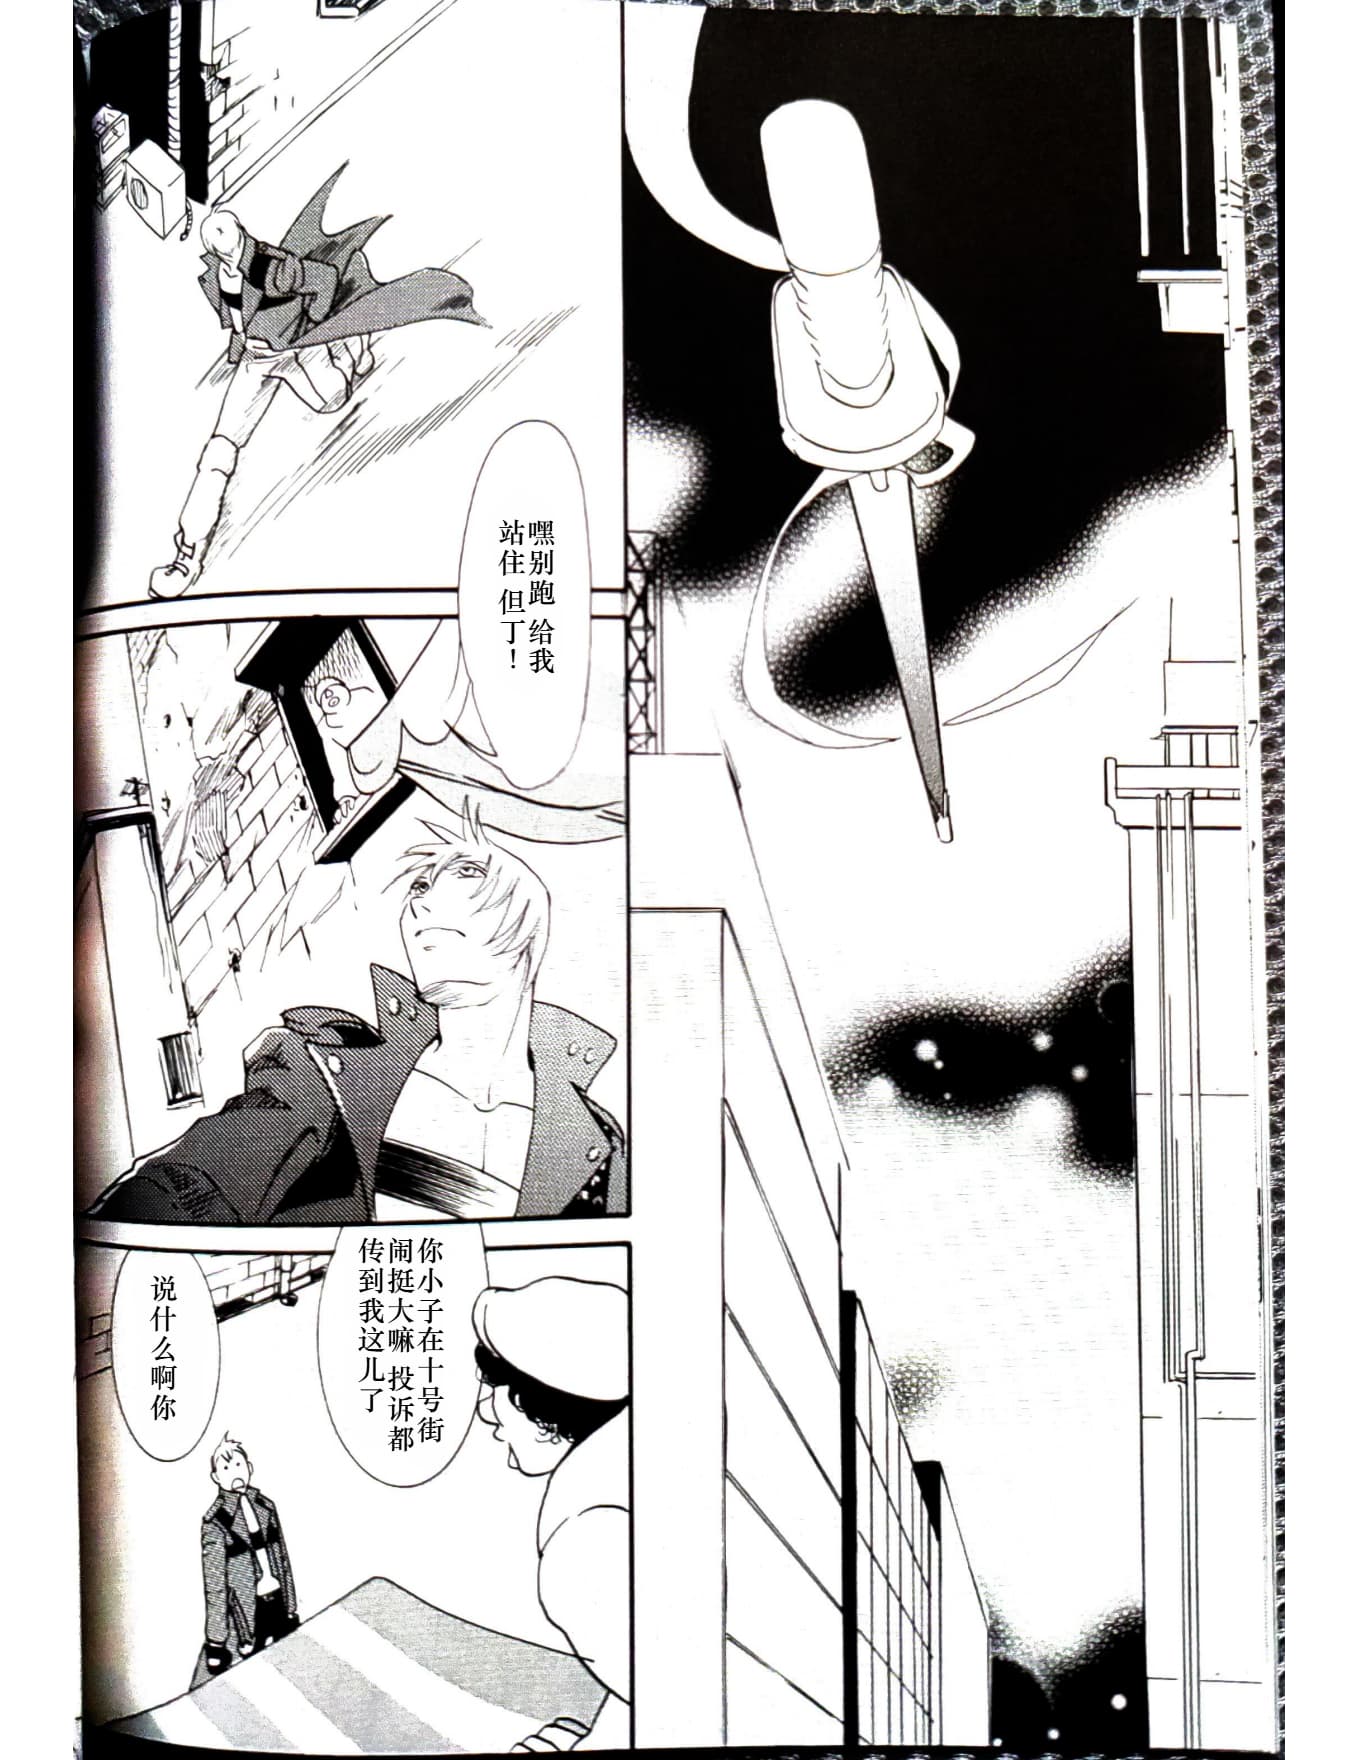 嘿别跑 给我
站住 但丁！
你小子在十号街
闹挺大嘛 投诉都
传到我这儿了
说什么啊你